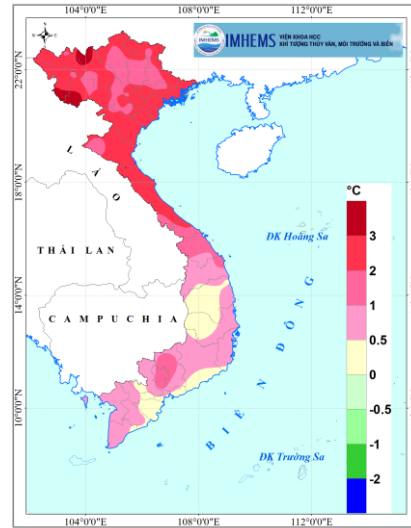 104°0'0"E 108°0'0"E 112°0'0"E
IMHEMS VIỆN KHOA HỌC
KHÍ TƯỢNG THỦY VĂN, MÔI TRƯỜNG VÀ BIỂN
22°0'0"N
18°0'0"N
14°0'0"N
10°0'0"N
LÀO
THÁI LAN
CAMPUCHIA
ĐK Hoàng Sa
BIỂN ĐÔNG
ĐK Trường Sa
°C
3
2
1
0.5
0
-0.5
-1
-2
104°0'0"E 108°0'0"E 112°0'0"E